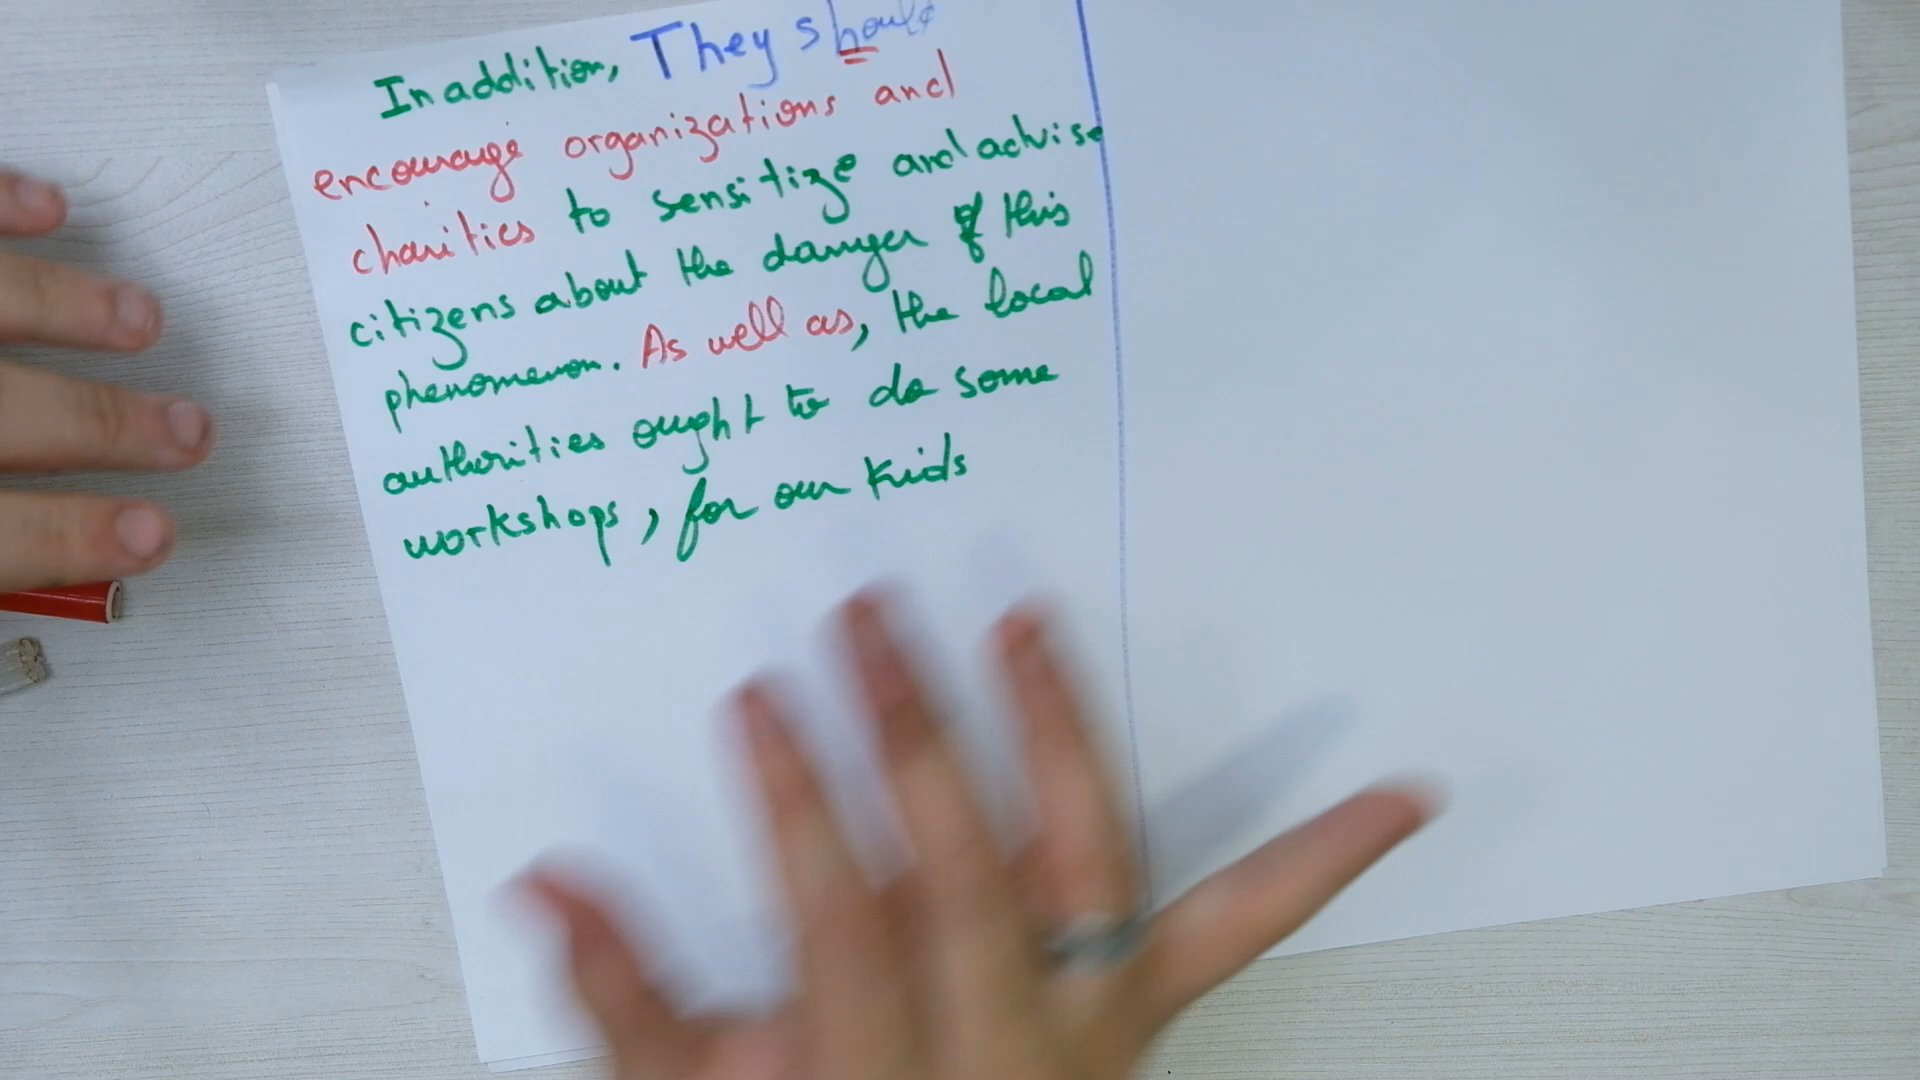 In addition, They should
encourage organizations and
charities to sensitize and advise
citizens about the danger of this
phenomenon. As well as, the local
authorities ought to do some
workshops, for our kids